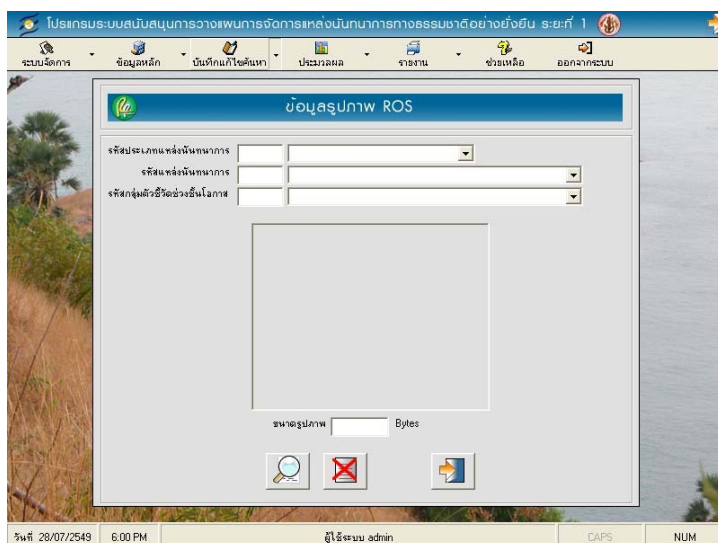 โปรแกรมระบบสนับสนุนการวางแผนการจัดการแหล่งนันทนาการทางธรรมชาติอย่างยั่งยืน ระยะที่ 1
ระบบจัดการ ข้อมูลหลัก บันทึกแก้ไขค้นหา ประมวลผล รายงาน ช่วยเหลือ ออกจากระบบ
ข้อมูลรูปภาพ ROS
รหัสประเภทแหล่งนันทนาการ
รหัสแหล่งนันทนาการ
รหัสกลุ่มตัวชี้วัดช่วงชั้นโอกาส
ขนาดรูปภาพ Bytes
วันที่ 28/07/2549 6:00 PM ผู้ใช้ระบบ admin CAPS NUM